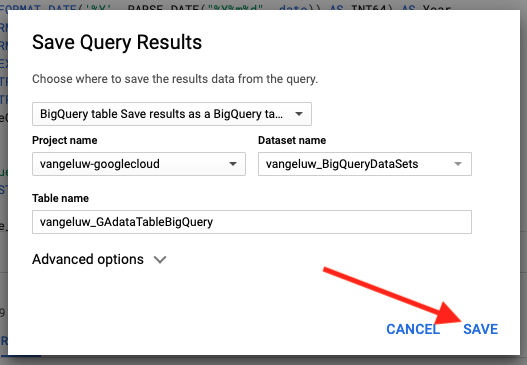 FORMAT_DATE('%Y', PARSE_DATE("%Y%m%d", date)) AS INT64) AS Year
Save Query Results
Choose where to save the results data from the query.
BigQuery table Save results as a BigQuery ta...
Project name Dataset name
vangeluw-googlecloud vangeluw_BigQueryDataSets
Table name
vangeluw_GAdataTableBigQuery
Advanced options
CANCEL SAVE